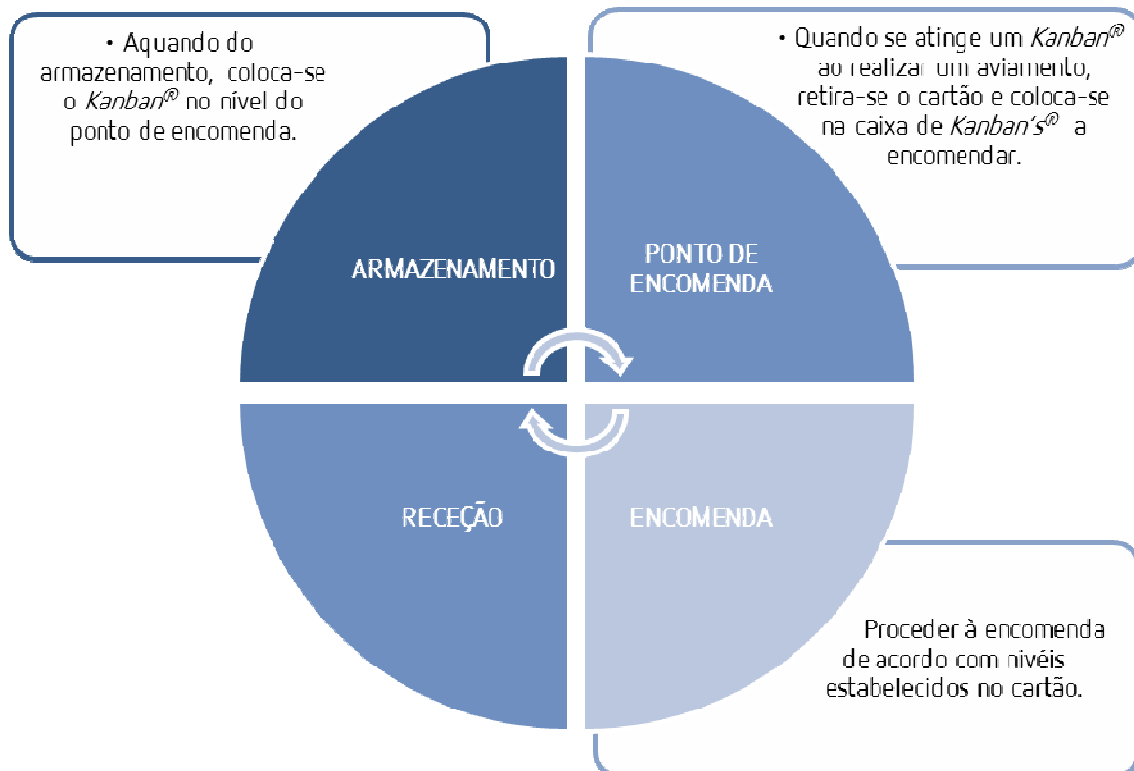 • Aquando do
armazenamento, coloca-se
o Kanban® no nível do
ponto de encomenda.
• Quando se atinge um Kanban®
ao realizar um aviamento,
retira-se o cartão e coloca-se
na caixa de Kanban's® a
encomendar.
ARMAZENAMENTO
PONTO DE
ENCOMENDA
RECEÇÃO
ENCOMENDA
Proceder à encomenda
de acordo com nivéis
estabelecidos no cartão.